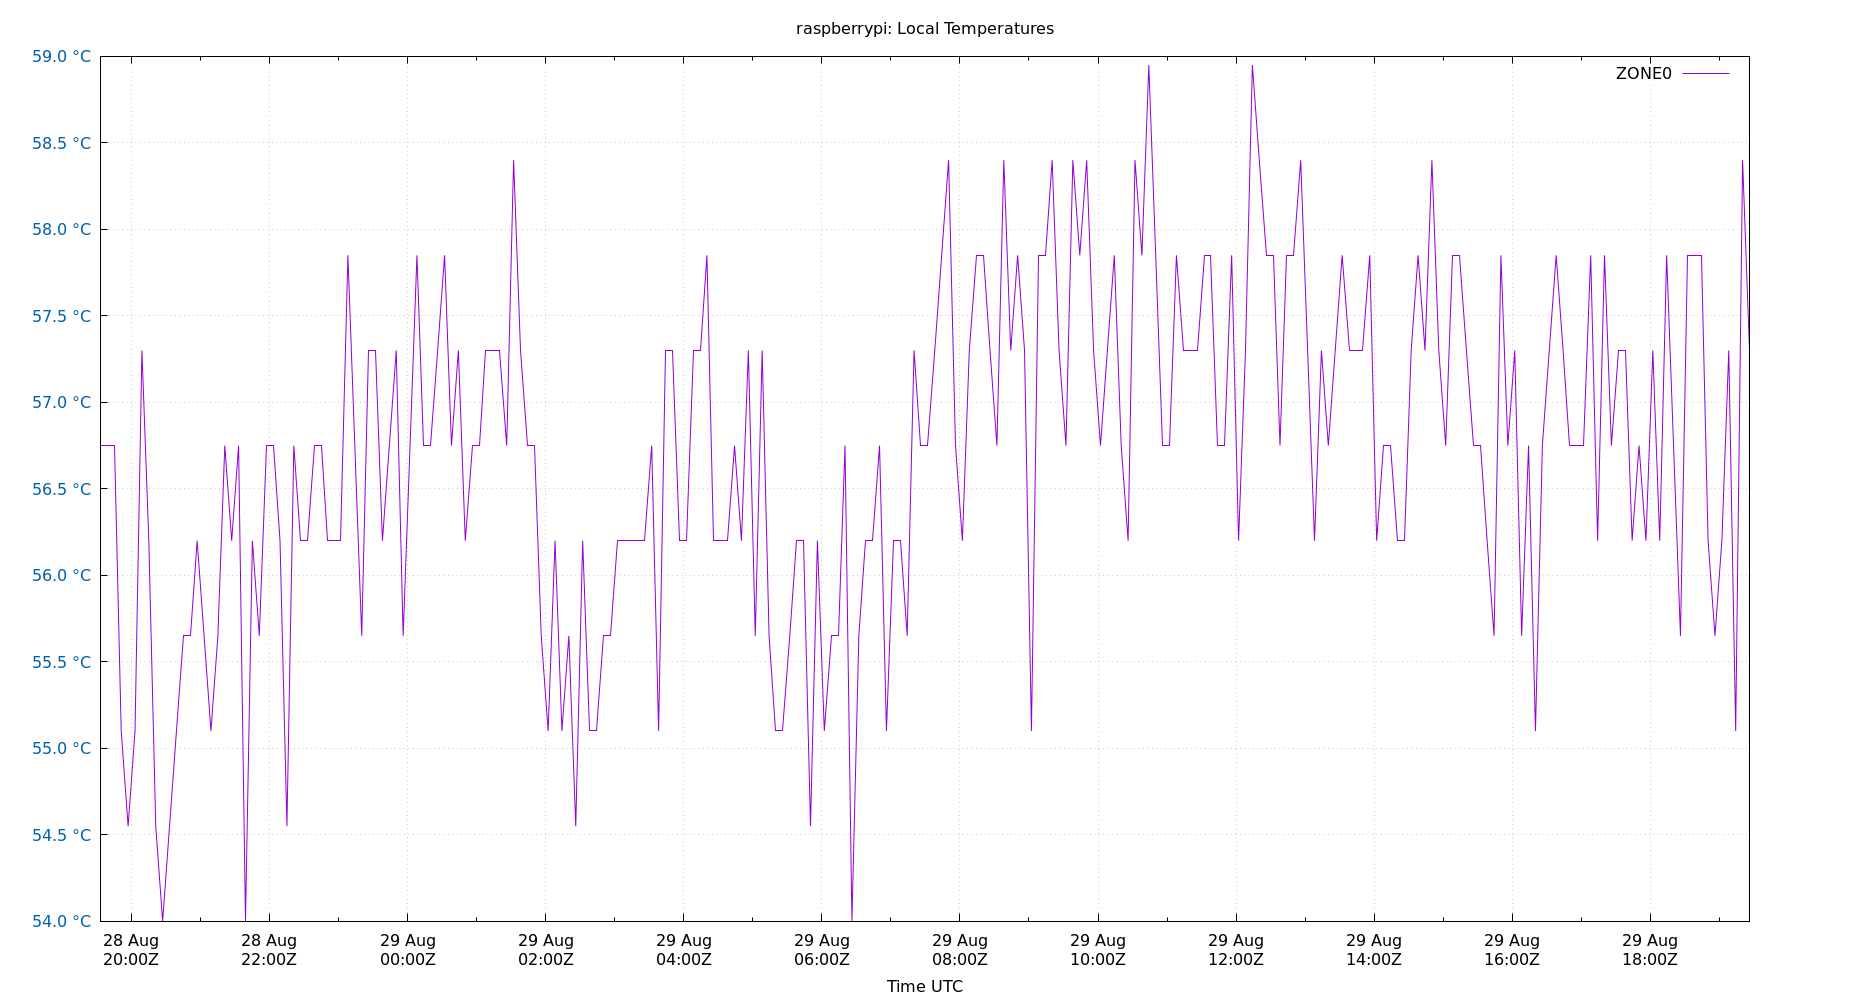 raspberrypi: Local Temperatures
ZONE0
59.0 °C
58.5 °C
58.0 °C
57.5 °C
57.0 °C
56.5 °C
56.0 °C
55.5 °C
55.0 °C
54.5 °C
54.0 °C
28 Aug 28 Aug 29 Aug 29 Aug 29 Aug 29 Aug 29 Aug 29 Aug 29 Aug 29 Aug 29 Aug 29 Aug
20:00Z 22:00Z 00:00Z 02:00Z 04:00Z 06:00Z 08:00Z 10:00Z 12:00Z 14:00Z 16:00Z 18:00Z
Time UTC